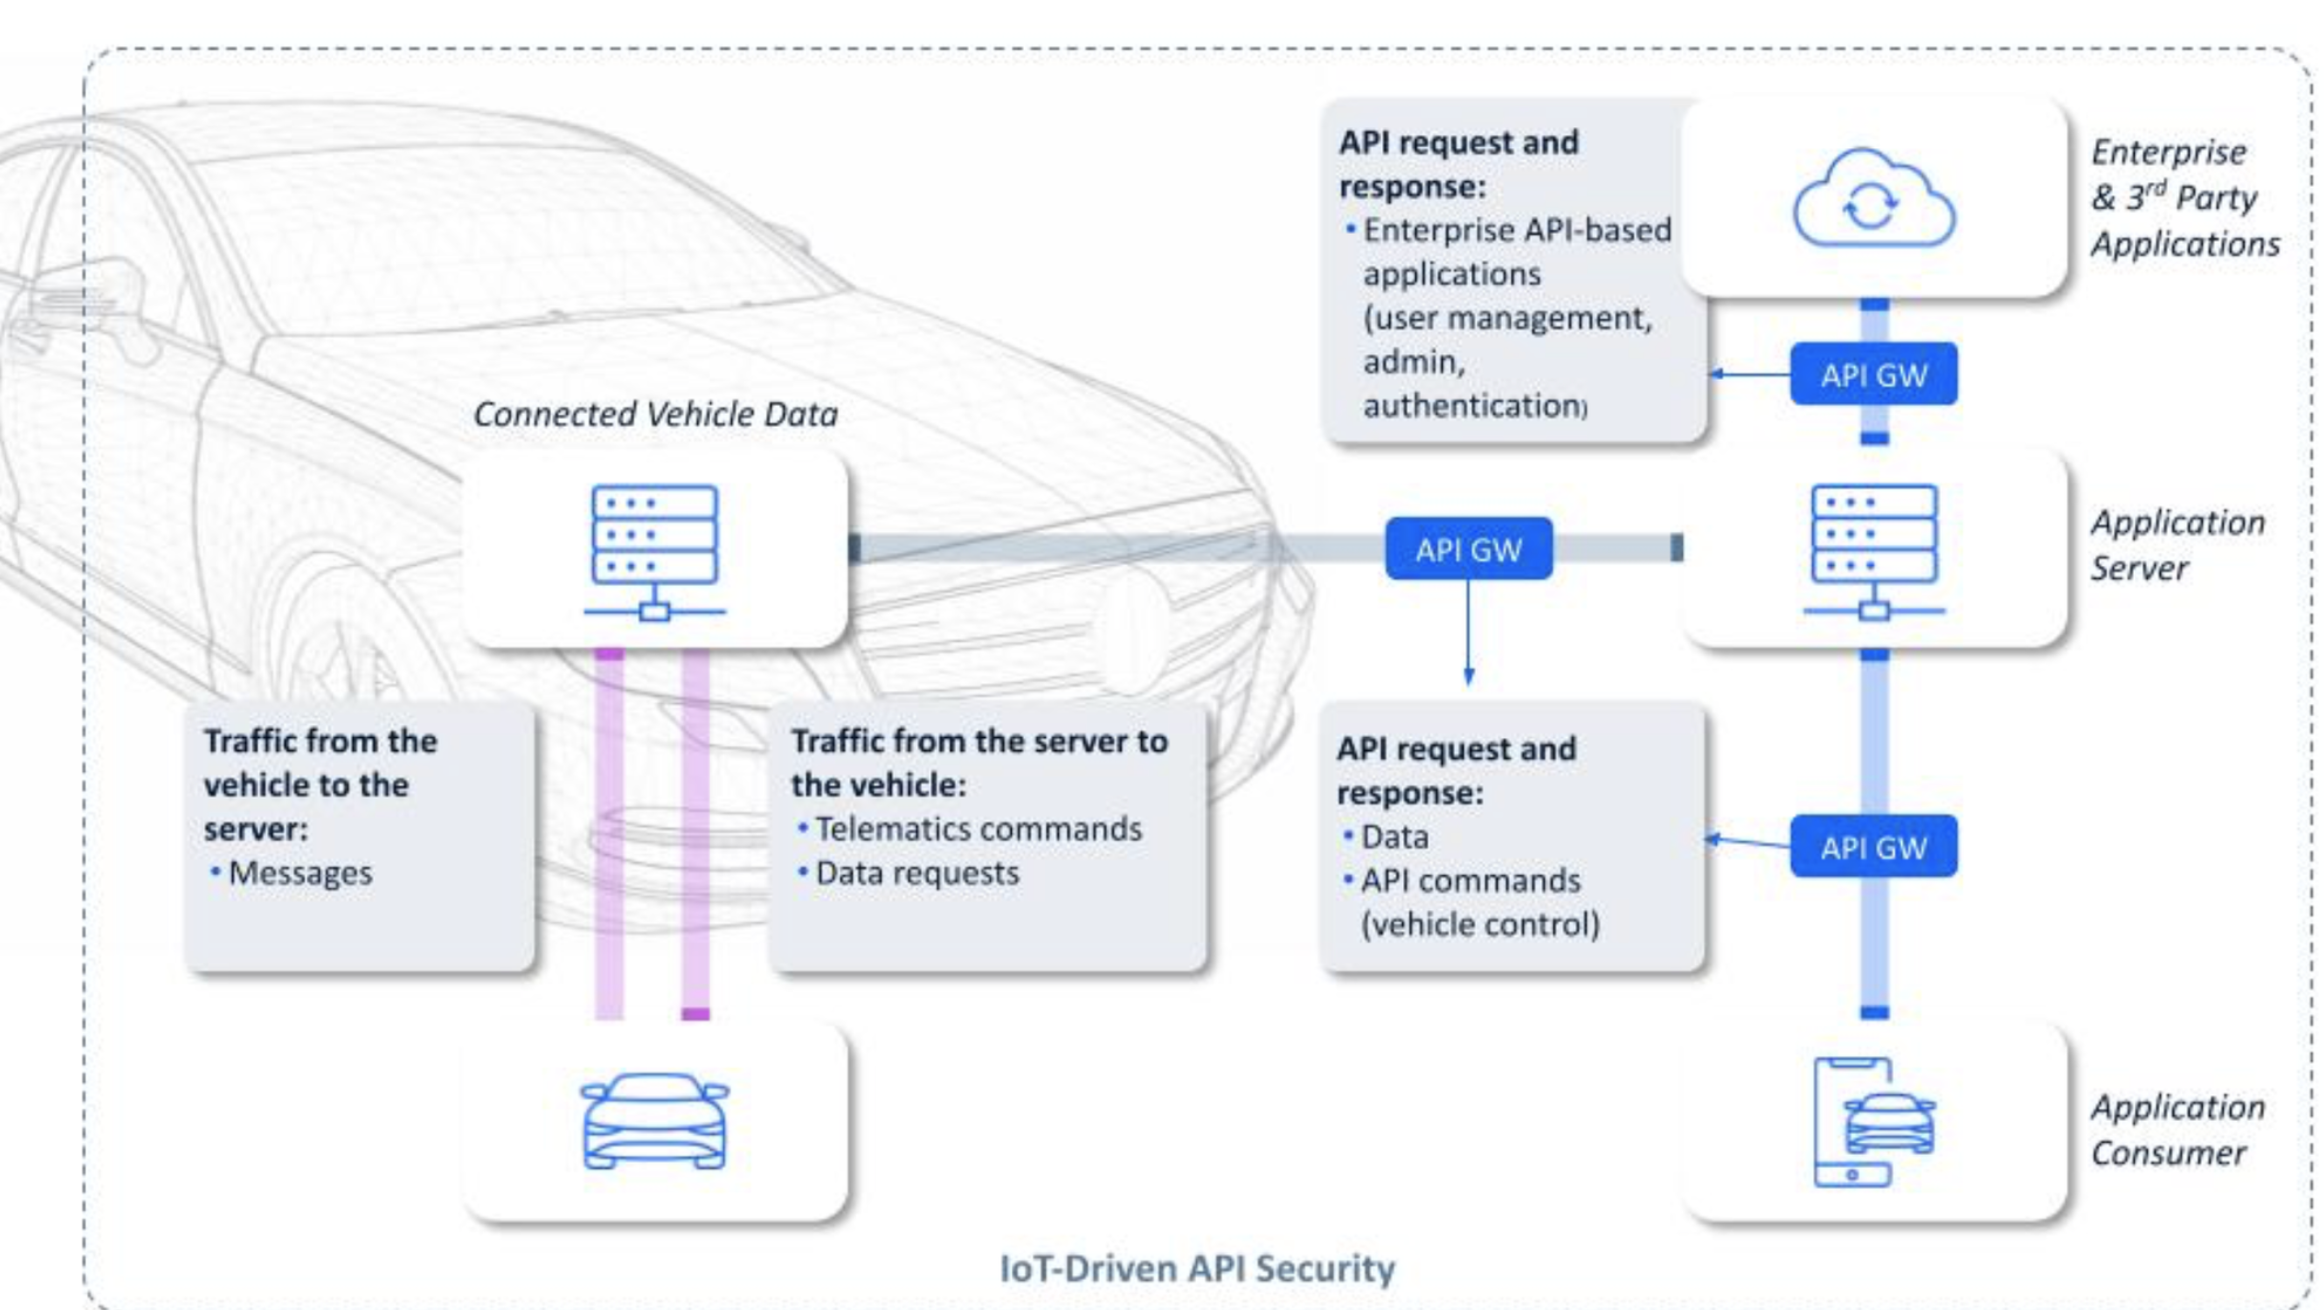 API request and
response:
• Enterprise API-based
applications
(user management,
admin,
authentication)
Enterprise
& 3rd Party
Applications
API GW
Connected Vehicle Data
API GW
Application
Server
Traffic from the
vehicle to the
server:
• Messages
Traffic from the server to
the vehicle:
• Telematics commands
• Data requests
API request and
response:
• Data
• API commands
(vehicle control)
API GW
Application
Consumer
IoT-Driven API Security